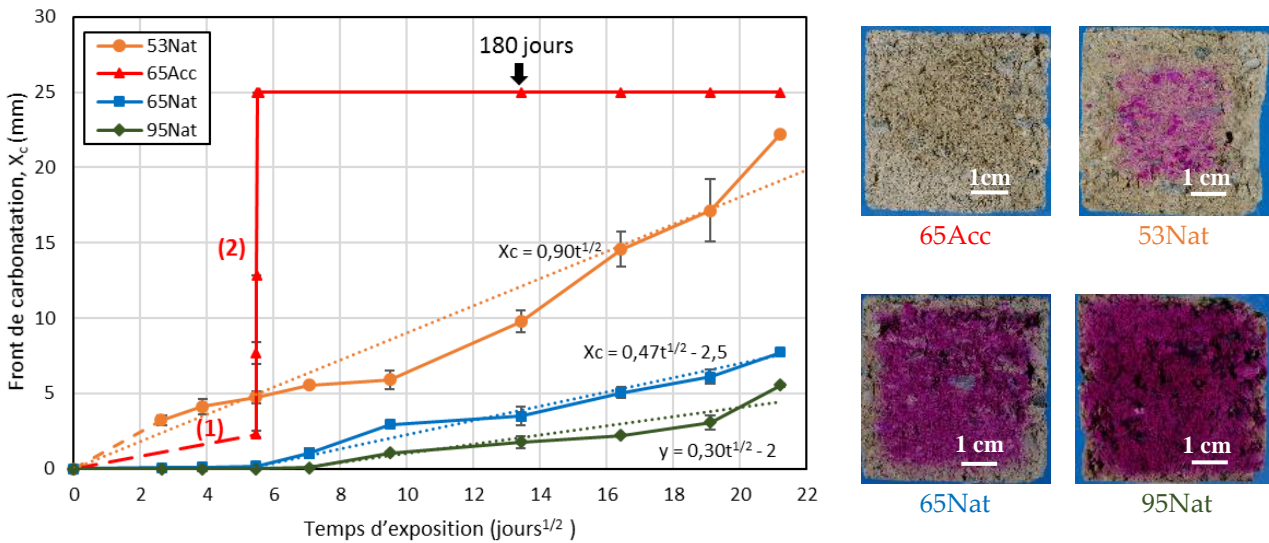 30
25
20
15
10
5
0
0
2
4
6
8
10
12
14
16
18
20
22
Front de carbonatation, Xc (mm)
Temps d'exposition (jours1/2 )
53Nat
65Acc
65Nat
95Nat
180 jours
(2)
(1)
Xc = 0,90t1/2
Xc = 0,47t1/2 - 2,5
y = 0,30t1/2 - 2
1cm
65Acc
1 cm
53Nat
1 cm
65Nat
1 cm
95Nat